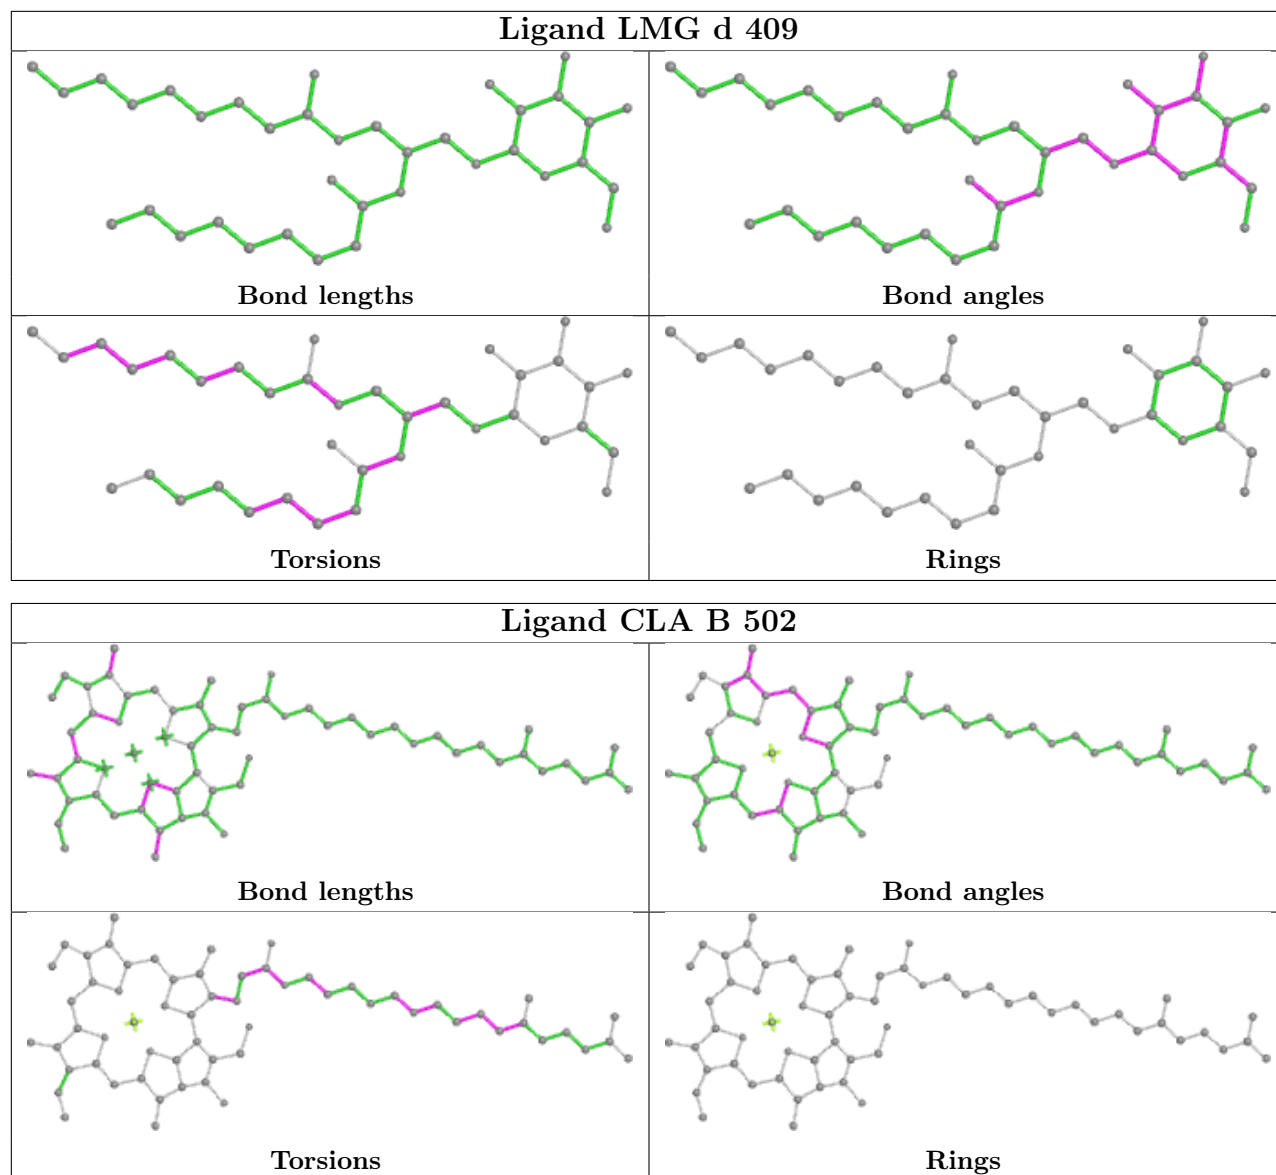 Ligand LMG d 409
Bond lengths
Bond angles
Torsions
Rings
Ligand CLA B 502
Bond lengths
Bond angles
Torsions
Rings